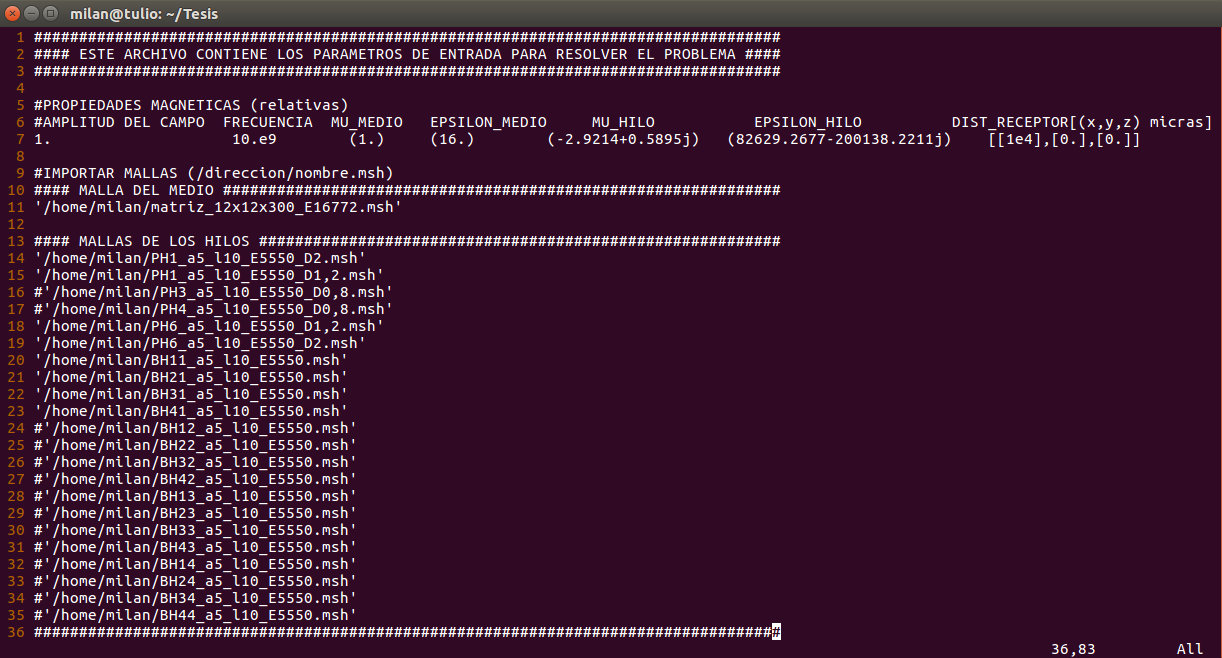 milan@tulio: ~/Tesis
1 ###################################################################################
2 #### ESTE ARCHIVO CONTIENE LOS PARAMETROS DE ENTRADA PARA RESOLVER EL PROBLEMA ####
3 ###################################################################################
4
5 #PROPIEDADES MAGNETICAS (relativas)
6 #AMPLITUD DEL CAMPO  FRECUENCIA  MU_MEDIO   EPSILON_MEDIO     MU_HILO           EPSILON_HILO          DIST_RECEPTOR[(x,y,z) micras]
7 1.                    10.e9        (1.)     (16.)        (-2.9214+0.5895j)   (82629.2677-200138.2211j)    [[1e4],[0.],[0.]]
8
9 #IMPORTAR MALLAS (/direccion/nombre.msh)
10 #### MALLA DEL MEDIO ##############################################################
11 '/home/milan/matriz_12x12x300_E16772.msh'
12
13 #### MALLAS DE LOS HILOS ##########################################################
14 '/home/milan/PH1_a5_l10_E5550_D2.msh'
15 '/home/milan/PH1_a5_l10_E5550_D1,2.msh'
16 #'/home/milan/PH3_a5_l10_E5550_D0,8.msh'
17 #'/home/milan/PH4_a5_l10_E5550_D0,8.msh'
18 '/home/milan/PH6_a5_l10_E5550_D1,2.msh'
19 '/home/milan/PH6_a5_l10_E5550_D2.msh'
20 '/home/milan/BH11_a5_l10_E5550.msh'
21 '/home/milan/BH21_a5_l10_E5550.msh'
22 '/home/milan/BH31_a5_l10_E5550.msh'
23 '/home/milan/BH41_a5_l10_E5550.msh'
24 #'/home/milan/BH12_a5_l10_E5550.msh'
25 #'/home/milan/BH22_a5_l10_E5550.msh'
26 #'/home/milan/BH32_a5_l10_E5550.msh'
27 #'/home/milan/BH42_a5_l10_E5550.msh'
28 #'/home/milan/BH13_a5_l10_E5550.msh'
29 #'/home/milan/BH23_a5_l10_E5550.msh'
30 #'/home/milan/BH33_a5_l10_E5550.msh'
31 #'/home/milan/BH43_a5_l10_E5550.msh'
32 #'/home/milan/BH14_a5_l10_E5550.msh'
33 #'/home/milan/BH24_a5_l10_E5550.msh'
34 #'/home/milan/BH34_a5_l10_E5550.msh'
35 #'/home/milan/BH44_a5_l10_E5550.msh'
36 ###################################################################################
36,83 All